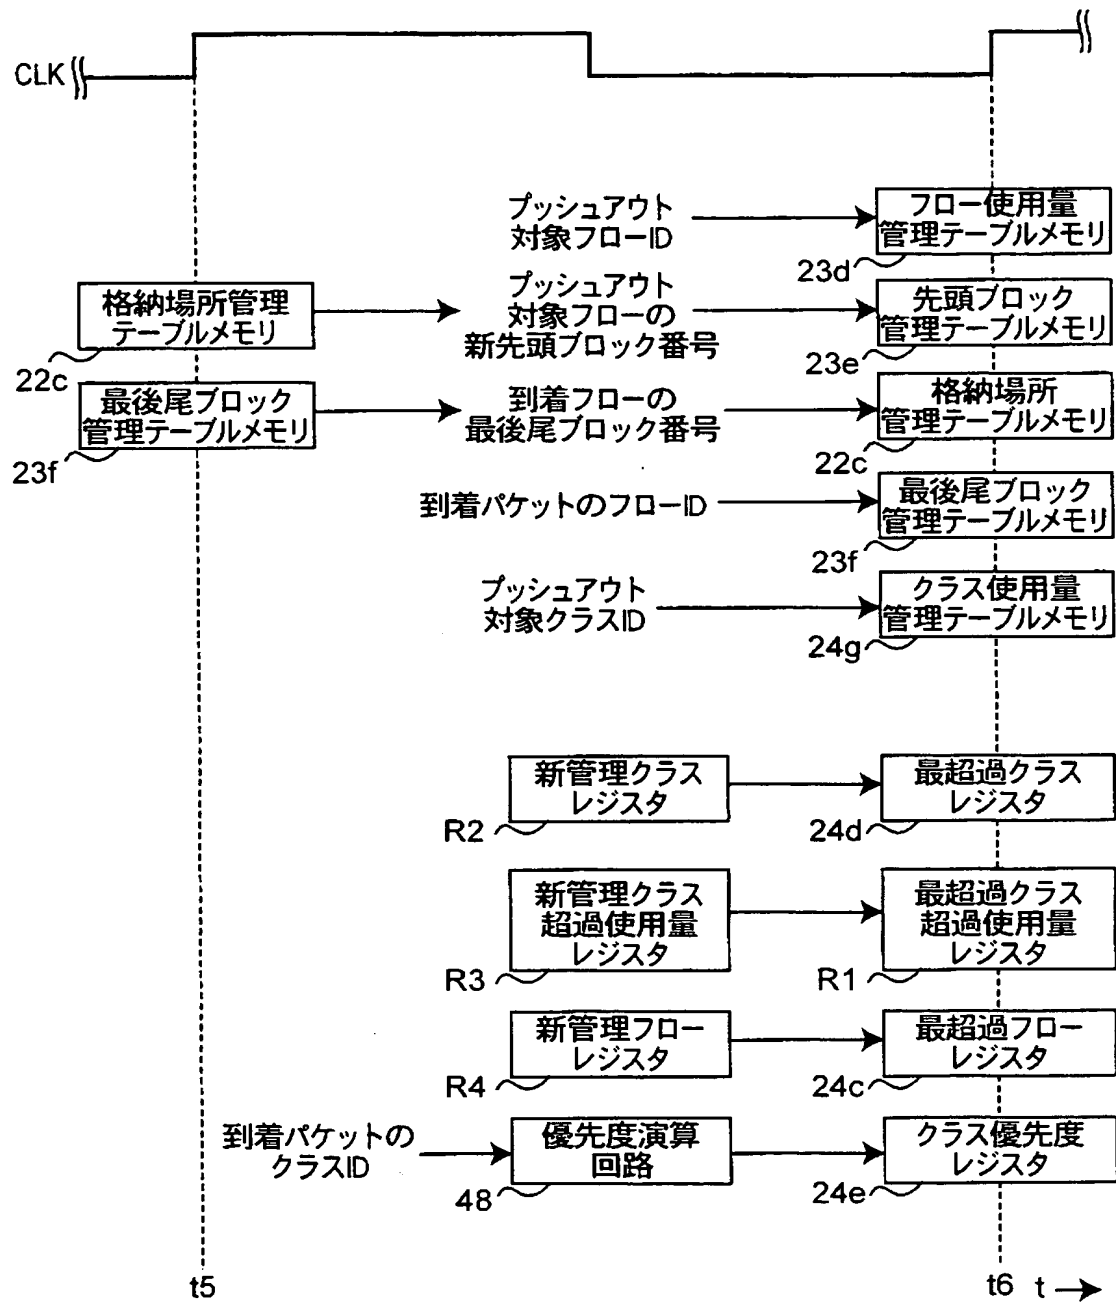 CLK
プッシュアウト
対象フローID
フロー使用量
管理テーブルメモリ
23d
格納場所管理
テーブルメモリ
22c
プッシュアウト
対象フローの
新先頭ブロック番号
先頭ブロック
管理テーブルメモリ
23e
最後尾ブロック
管理テーブルメモリ
23f
到着フローの
最後尾ブロック番号
格納場所
管理テーブルメモリ
22c
到着パケットのフローID
最後尾ブロック
管理テーブルメモリ
23f
プッシュアウト
対象クラスID
クラス使用量
管理テーブルメモリ
24g
新管理クラス
レジスタ
R2
最超過クラス
レジスタ
24d
新管理クラス
超過使用量
レジスタ
R3
最超過クラス
超過使用量
レジスタ
R1
新管理フロー
レジスタ
R4
最超過フロー
レジスタ
24c
到着パケットの
クラスID
優先度演算
回路
48
クラス優先度
レジスタ
24e
t5
t6
t